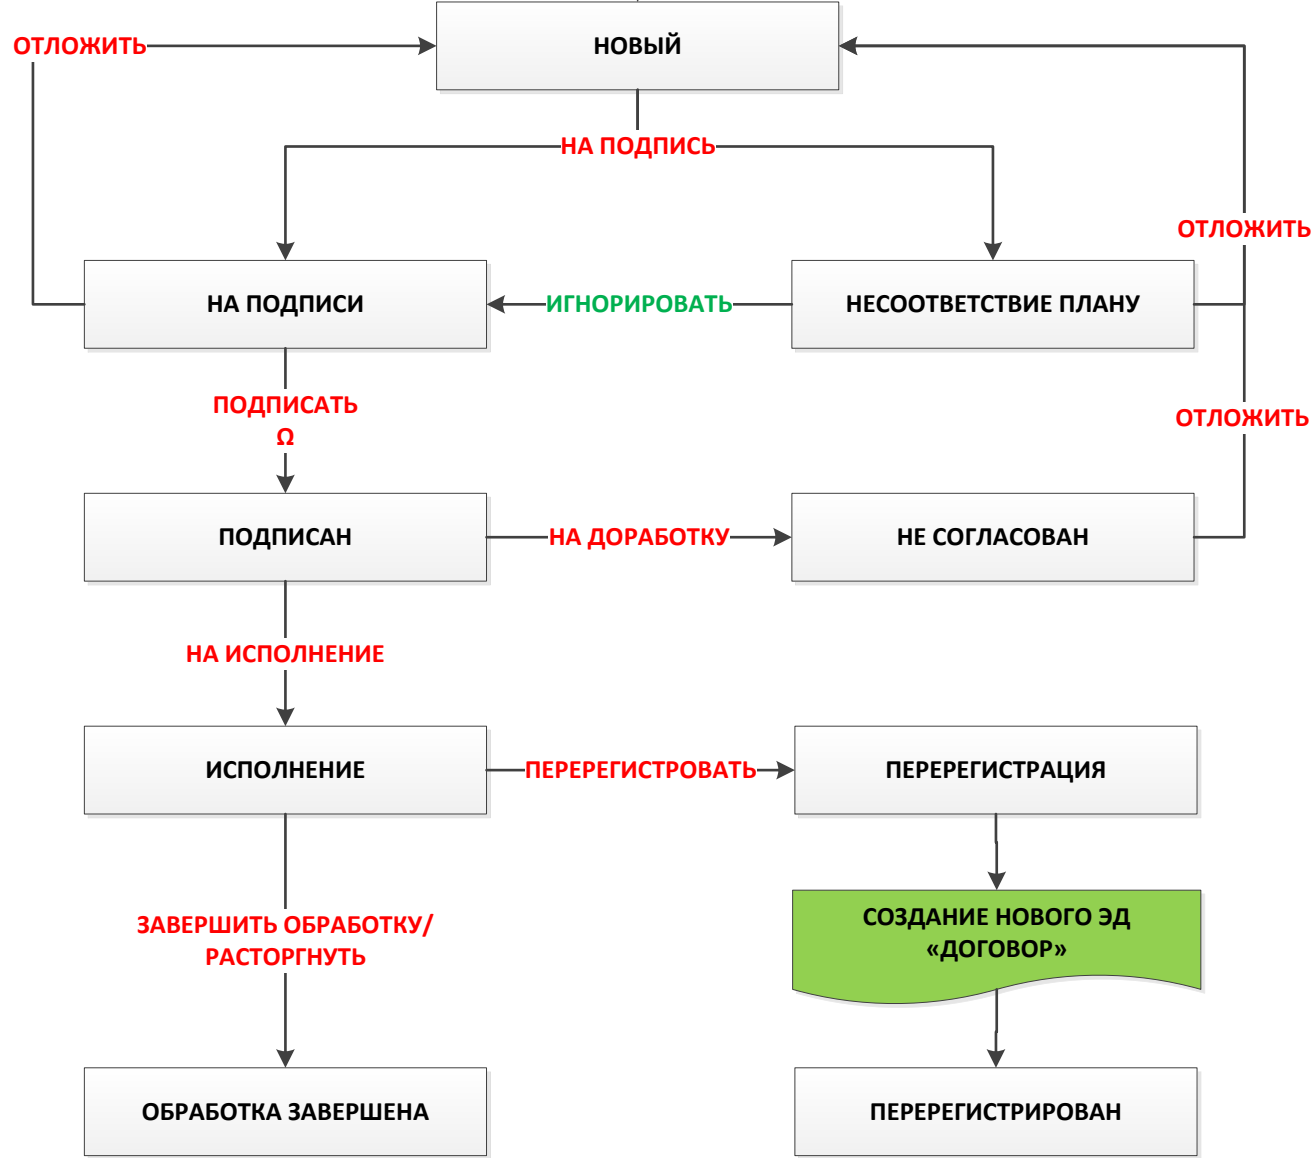 ОТЛОЖИТЬ
НОВЫЙ
НА ПОДПИСЬ
ОТЛОЖИТЬ
НА ПОДПИСИ
ИГНОРИРОВАТЬ
НЕСООТВЕТСТВИЕ ПЛАНУ
ПОДПИСАТЬ
Ω
ОТЛОЖИТЬ
ПОДПИСАН
НА ДОРАБОТКУ
НЕ СОГЛАСОВАН
НА ИСПОЛНЕНИЕ
ИСПОЛНЕНИЕ
ПЕРЕРЕГИСТРОВАТЬ
ПЕРЕРЕГИСТРАЦИЯ
ЗАВЕРШИТЬ ОБРАБОТКУ/
РАСТОРГНУТЬ
СОЗДАНИЕ НОВОГО ЭД
«ДОГОВОР»
ОБРАБОТКА ЗАВЕРШЕНА
ПЕРЕРЕГИСТРИРОВАН